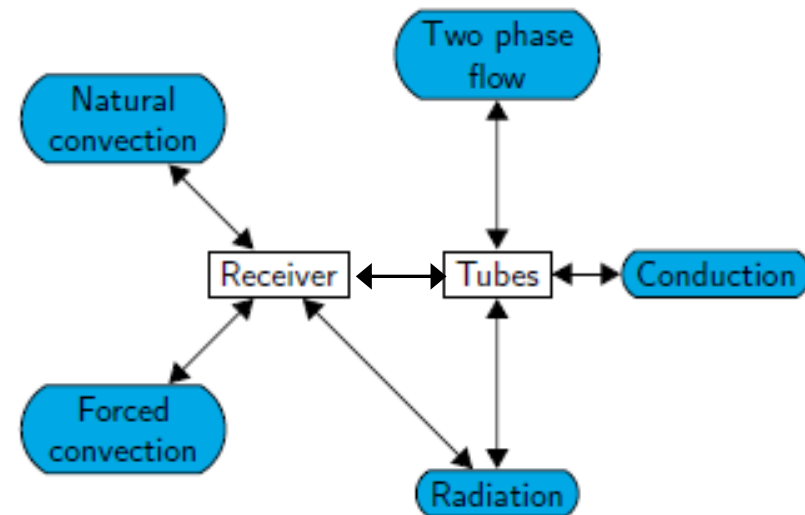 Two phase
flow
Natural
convection
Receiver
Tubes
Conduction
Forced
convection
Radiation